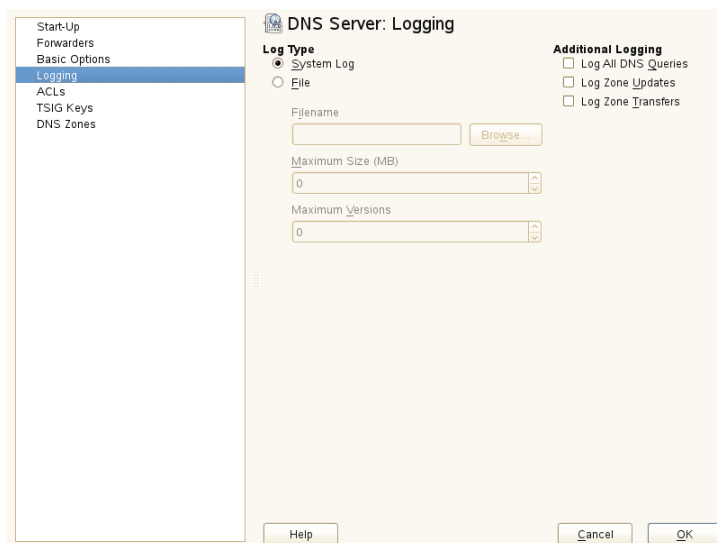 Start-Up
Forwarders
Basic Options
Logging
ACLs
TSIG Keys
DNS Zones
DNS Server: Logging
Log Type
System Log
File
Filename
Browse...
Maximum Size (MB)
0
Maximum Versions
0
Additional Logging
Log All DNS Queries
Log Zone Updates
Log Zone Transfers
Help
Cancel
OK